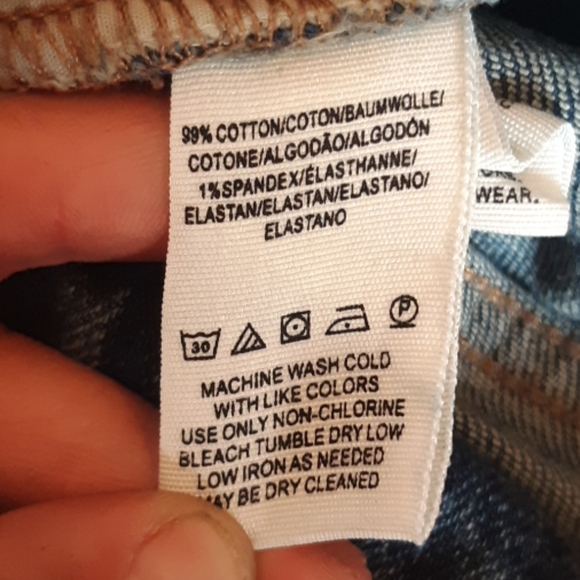 99% COTTON/COTON/BAUMWOLLE/
COTONE/ALGODÃO/ALGODÓN
1%SPANDEX/ÉLASTHANNE/
ELASTAN/ELASTAN/ELASTANO/
ELASTANO
30 P
MACHINE WASH COLD
WITH LIKE COLORS
USE ONLY NON-CHLORINE
BLEACH TUMBLE DRY LOW
LOW IRON AS NEEDED
MAY BE DRY CLEANED
WEAR.